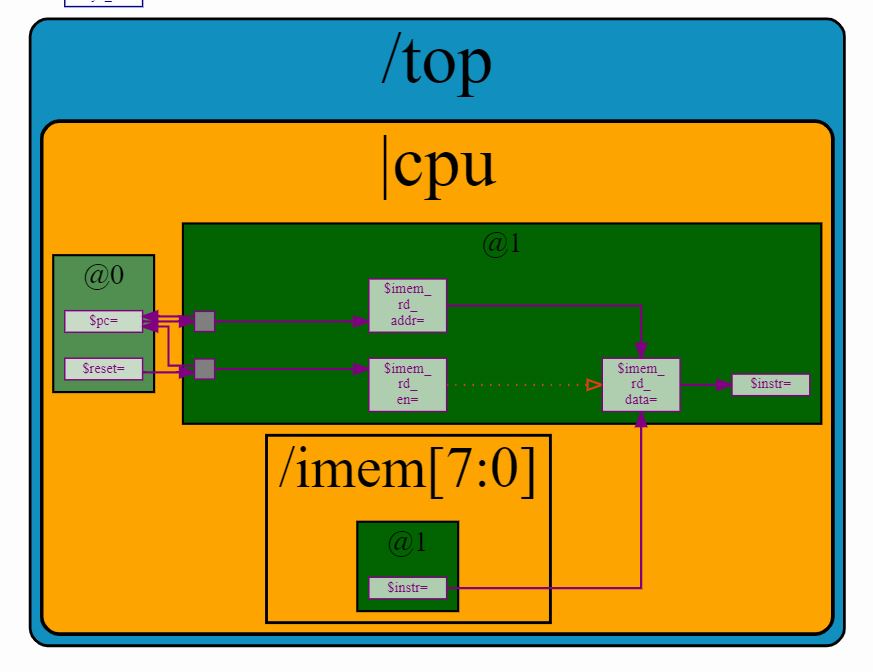 /top
|cpu
@1
@0
$imem_
rd_
addr=
$pc=
$reset=
$imem_
rd_
en=
$imem_
rd_
data=
$instr=
/imem[7:0]
@1
$instr=